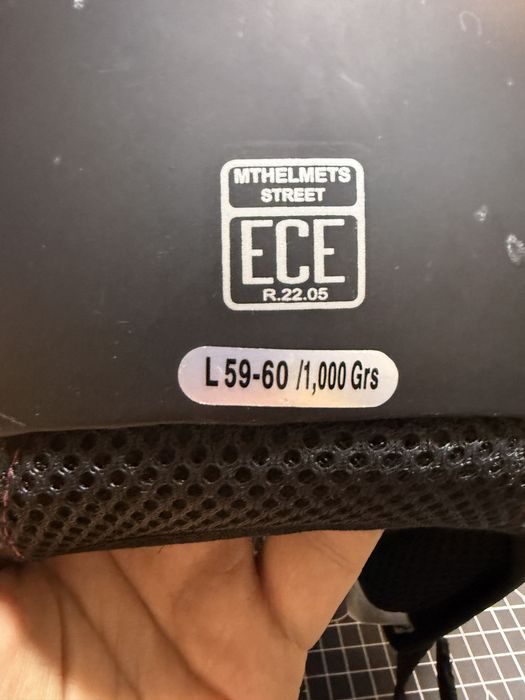 MTHELMETS
STREET
ECE
R.22.05
L 59-60 /1,000 Grs